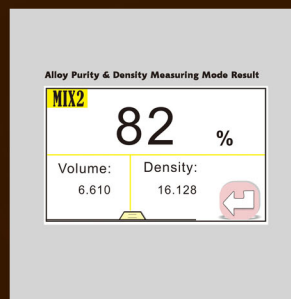 Alloy Purity & Density Measuring Mode Result
MIX2
82 %
Volume: Density:
6.610 16.128